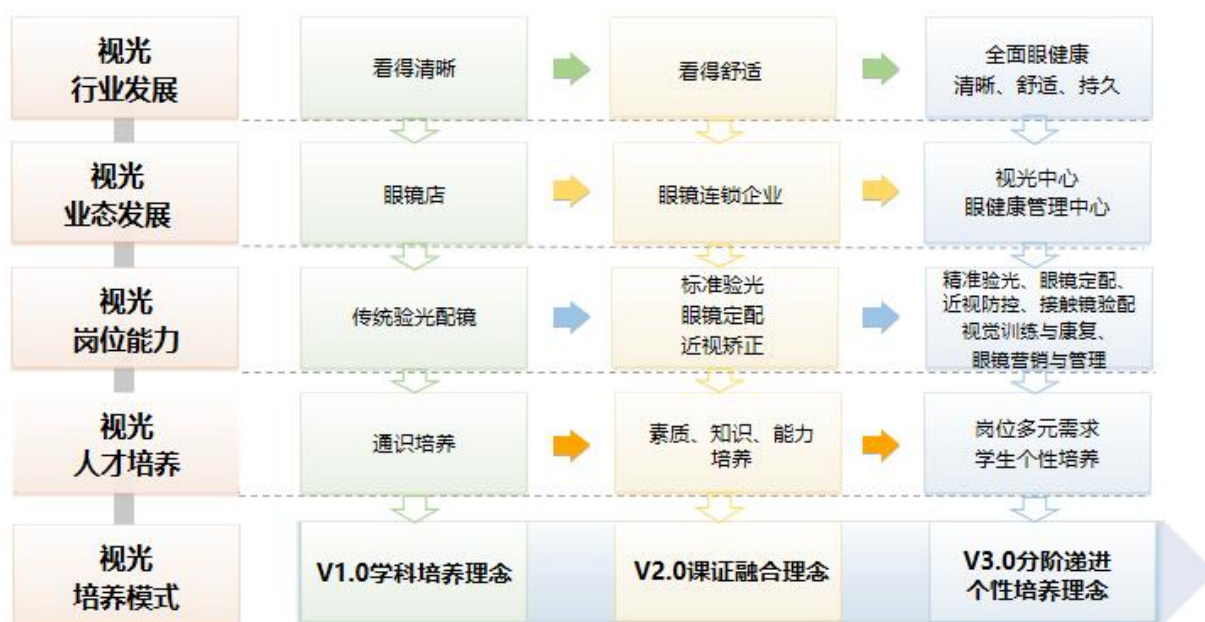 视光
行业发展
看得清晰
看得舒适
全面眼健康
清晰、舒适、持久
视光
业态发展
眼镜店
眼镜连锁企业
视光中心
眼健康管理中心
视光
岗位能力
传统验光配镜
标准验光
眼镜定配
近视矫正
精准验光、眼镜定配、
近视防控、接触镜验配
视觉训练与康复、
眼镜营销与管理
视光
人才培养
通识培养
素质、知识、能力
培养
岗位多元需求
学生个性培养
视光
培养模式
V1.0学科培养理念
V2.0课证融合理念
V3.0分阶递进
个性培养理念